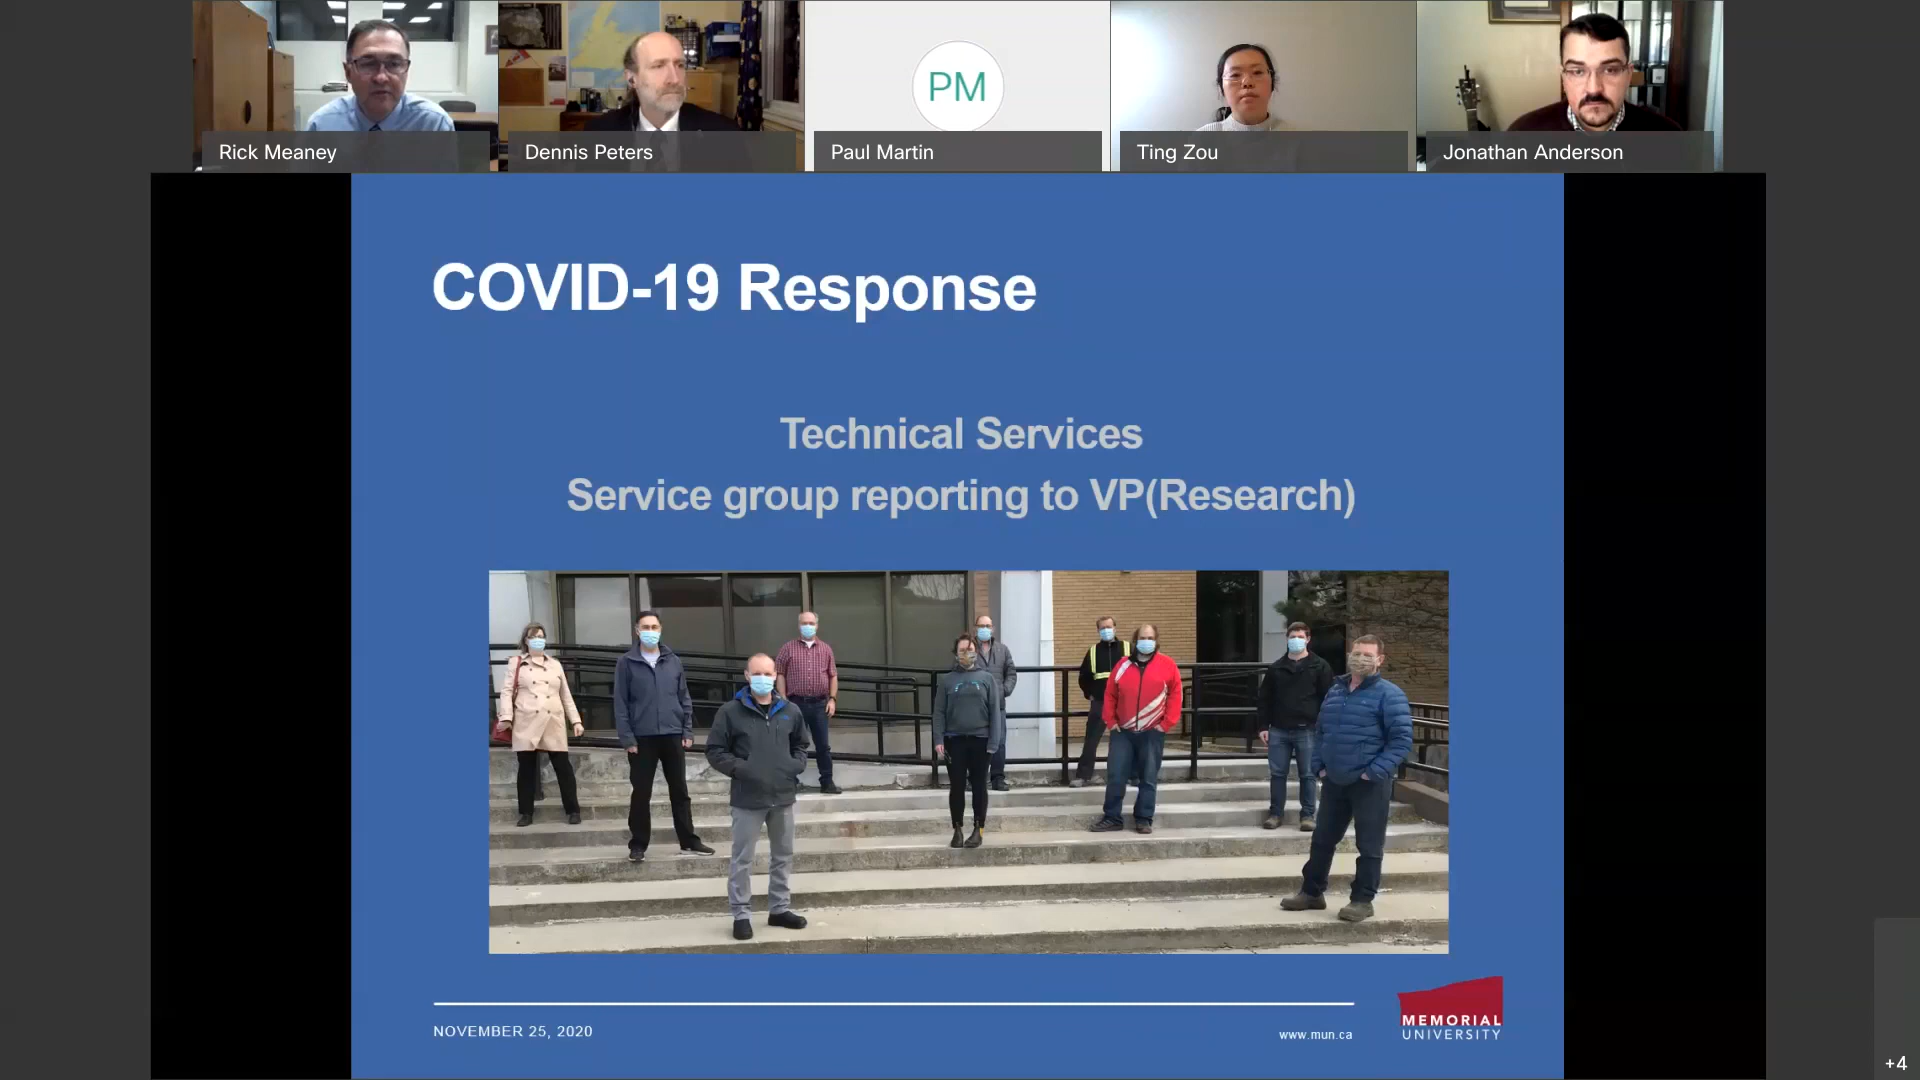 Rick Meaney
Dennis Peters
PM
Paul Martin
Ting Zou
Jonathan Anderson
COVID-19 Response
Technical Services
Service group reporting to VP(Research)
NOVEMBER 25, 2020
www.mun.ca
MEMORIAL
UNIVERSITY
+4